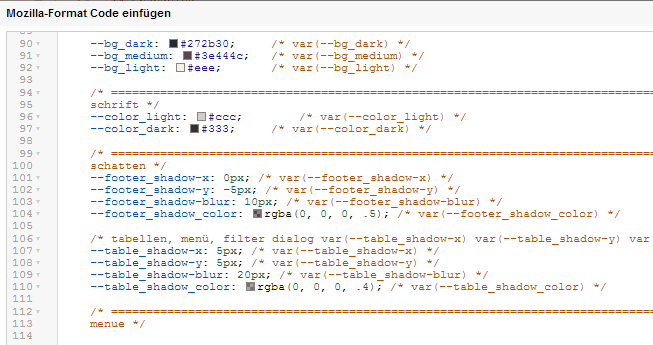 Mozilla-Format Code einfügen
90 --bg_dark: #272b30; /* var(--bg_dark) */
91 --bg_medium: #3e444c; /* var(--bg_medium) */
92 --bg_light: #eee; /* var(--bg_light) */
93
94 /* ================================================================
95 schrift */
96 --color_light: #ccc; /* var(--color_light) */
97 --color_dark: #333; /* var(--color_dark) */
98
99 /* ================================================================
100 schatten */
101 --footer_shadow-x: 0px; /* var(--footer_shadow-x) */
102 --footer_shadow-y: -5px; /* var(--footer_shadow-y) */
103 --footer_shadow-blur: 10px; /* var(--footer_shadow-blur) */
104 --footer_shadow_color: rgba(0, 0, 0, .5); /* var(--footer_shadow_color) */
105
106 /* tabellen, menü, filter dialog var(--table_shadow-x) var(--table_shadow-y) var
107 --table_shadow-x: 5px; /* var(--table_shadow-x) */
108 --table_shadow-y: 5px; /* var(--table_shadow-y) */
109 --table_shadow-blur: 20px; /* var(--table_shadow-blur) */
110 --table_shadow_color: rgba(0, 0, 0, .4); /* var(--table_shadow_color) */
111
112 /* ================================================================
113 menue */
114